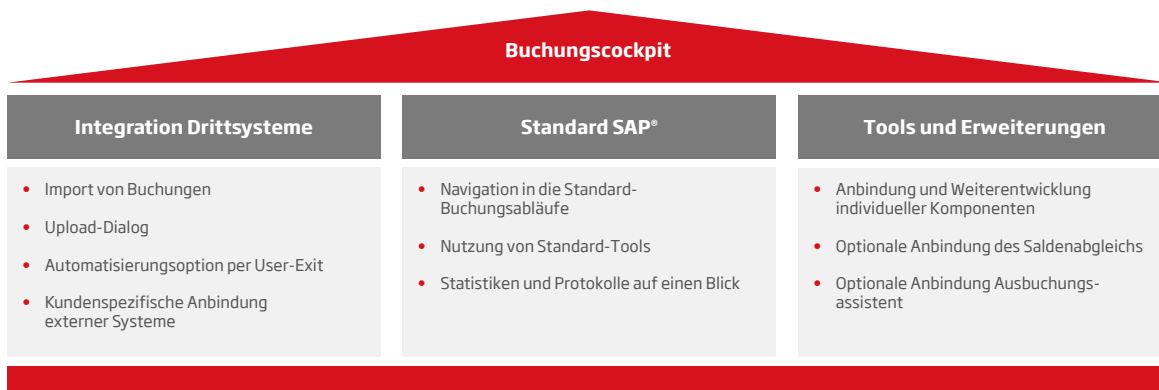 Buchungscockpit
Integration Drittsysteme
• Import von Buchungen
• Upload-Dialog
• Automatisierungsoption per User-Exit
• Kundenspezifische Anbindung
externer Systeme
Standard SAP®
• Navigation in die Standard-
Buchungsabläufe
• Nutzung von Standard-Tools
• Statistiken und Protokolle auf einen Blick
Tools und Erweiterungen
• Anbindung und Weiterentwicklung
individueller Komponenten
• Optionale Anbindung des Saldenabgleichs
• Optionale Anbindung Ausbuchungs-
assistent